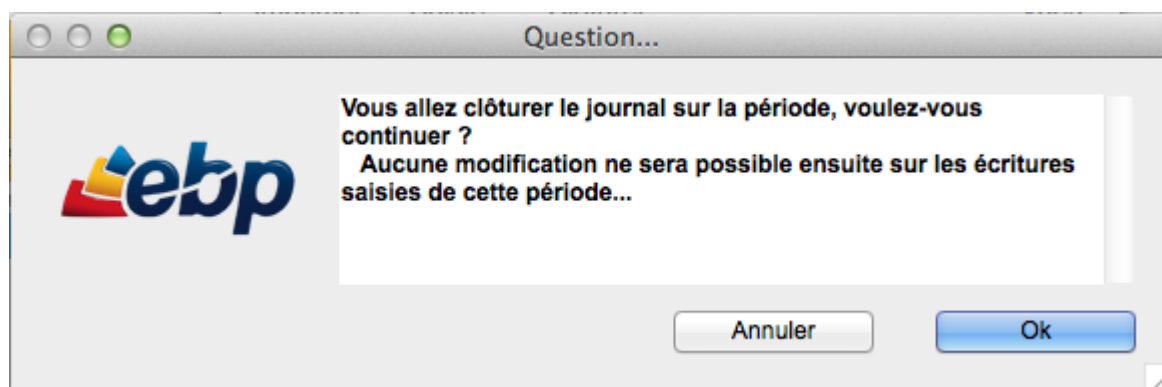 Question...
Vous allez clôturer le journal sur la période, voulez-vous
continuer ?
Aucune modification ne sera possible ensuite sur les écritures
saisies de cette période...
ebp
Annuler
Ok